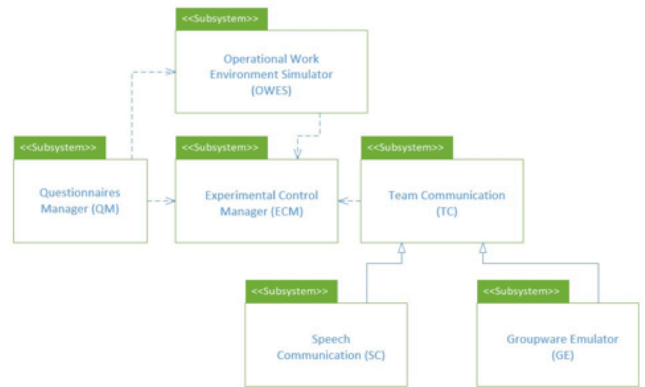 <<Subsystem>>
Operational Work
Environment Simulator
(OWES)
<<Subsystem>>
Questionnaires
Manager (QM)
<<Subsystem>>
Experimental Control
Manager (ECM)
<<Subsystem>>
Team Communication
(TC)
<<Subsystem>>
Speech
Communication (SC)
<<Subsystem>>
Groupware Emulator
(GE)